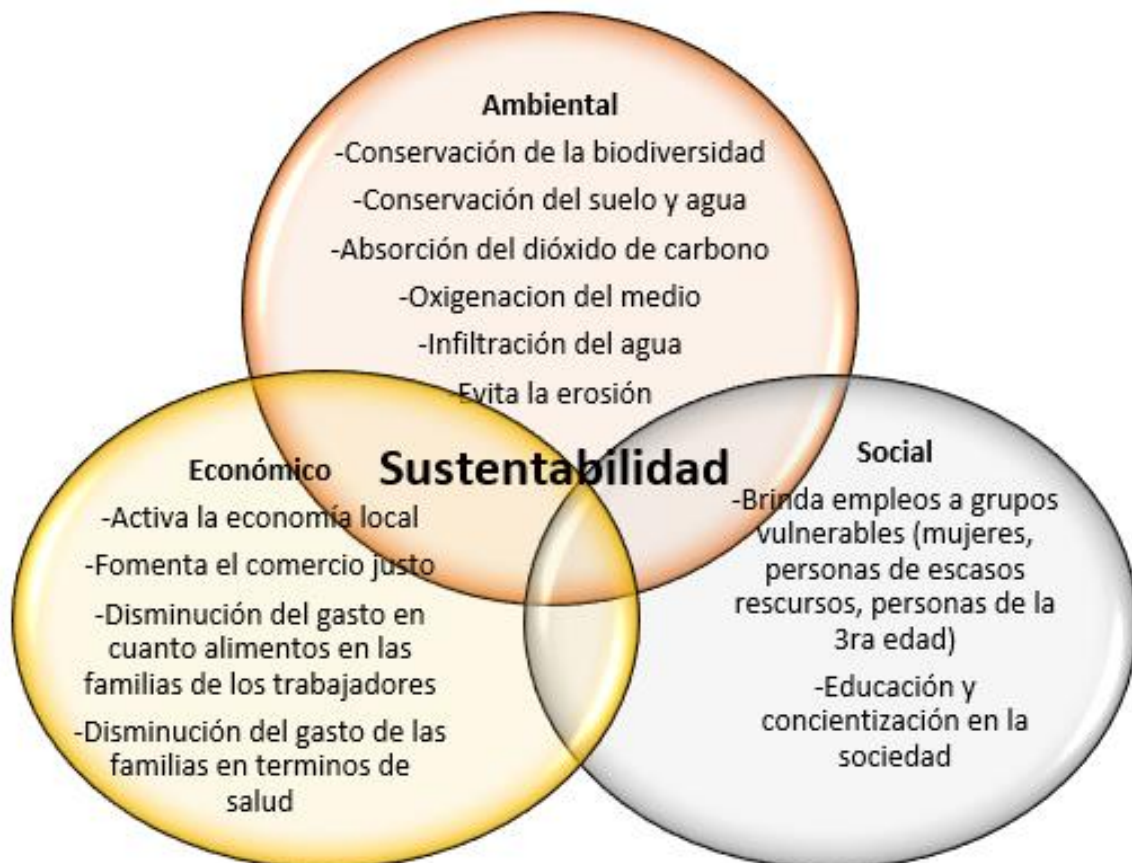 Ambiental
-Conservación de la biodiversidad
-Conservación del suelo y agua
-Absorción del dióxido de carbono
-Oxigenacion del medio
-Infiltración del agua
-Evita la erosión
Sustentabilidad
Económico
-Activa la economía local
-Fomenta el comercio justo
-Disminución del gasto en
cuanto alimentos en las
familias de los trabajadores
-Disminución del gasto de las
familias en terminos de
salud
Social
-Brinda empleos a grupos
vulnerables (mujeres,
personas de escasos
rescursos, personas de la
3ra edad)
-Educación y
concientización en la
sociedad